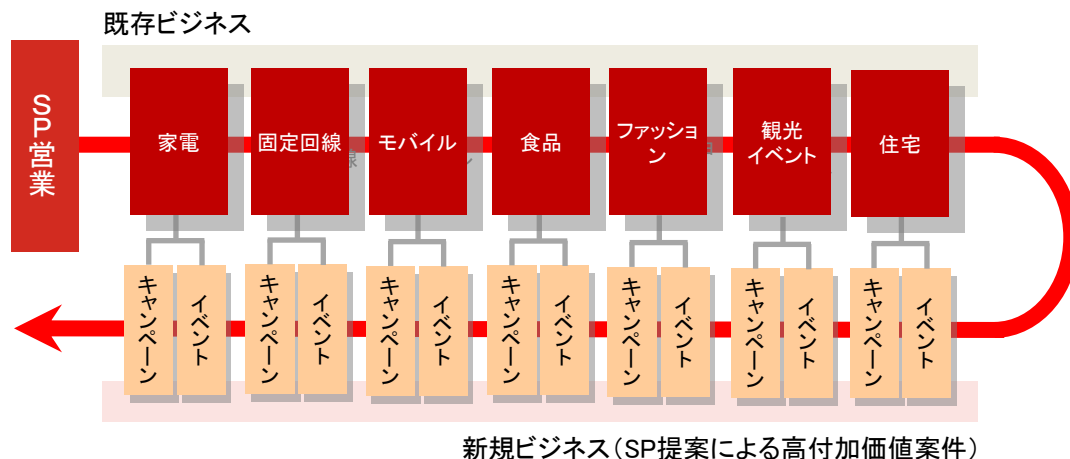 既存ビジネス
SP営業
家電
固定回線
モバイル
食品
ファッショ
ン
観光
イベント
住宅
キャンペーン
イベント
キャンペーン
イベント
キャンペーン
イベント
キャンペーン
イベント
キャンペーン
イベント
キャンペーン
イベント
キャンペーン
イベント
新規ビジネス(SP提案による高付加価値案件)